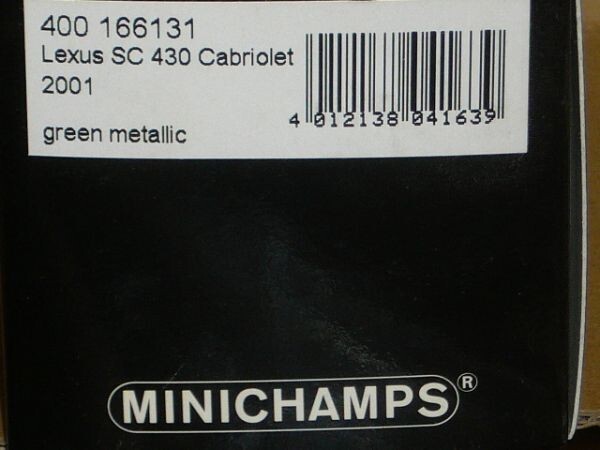 400 166131
Lexus SC 430 Cabriolet
2001
green metallic
4 012138 041639
MINICHAMPS®